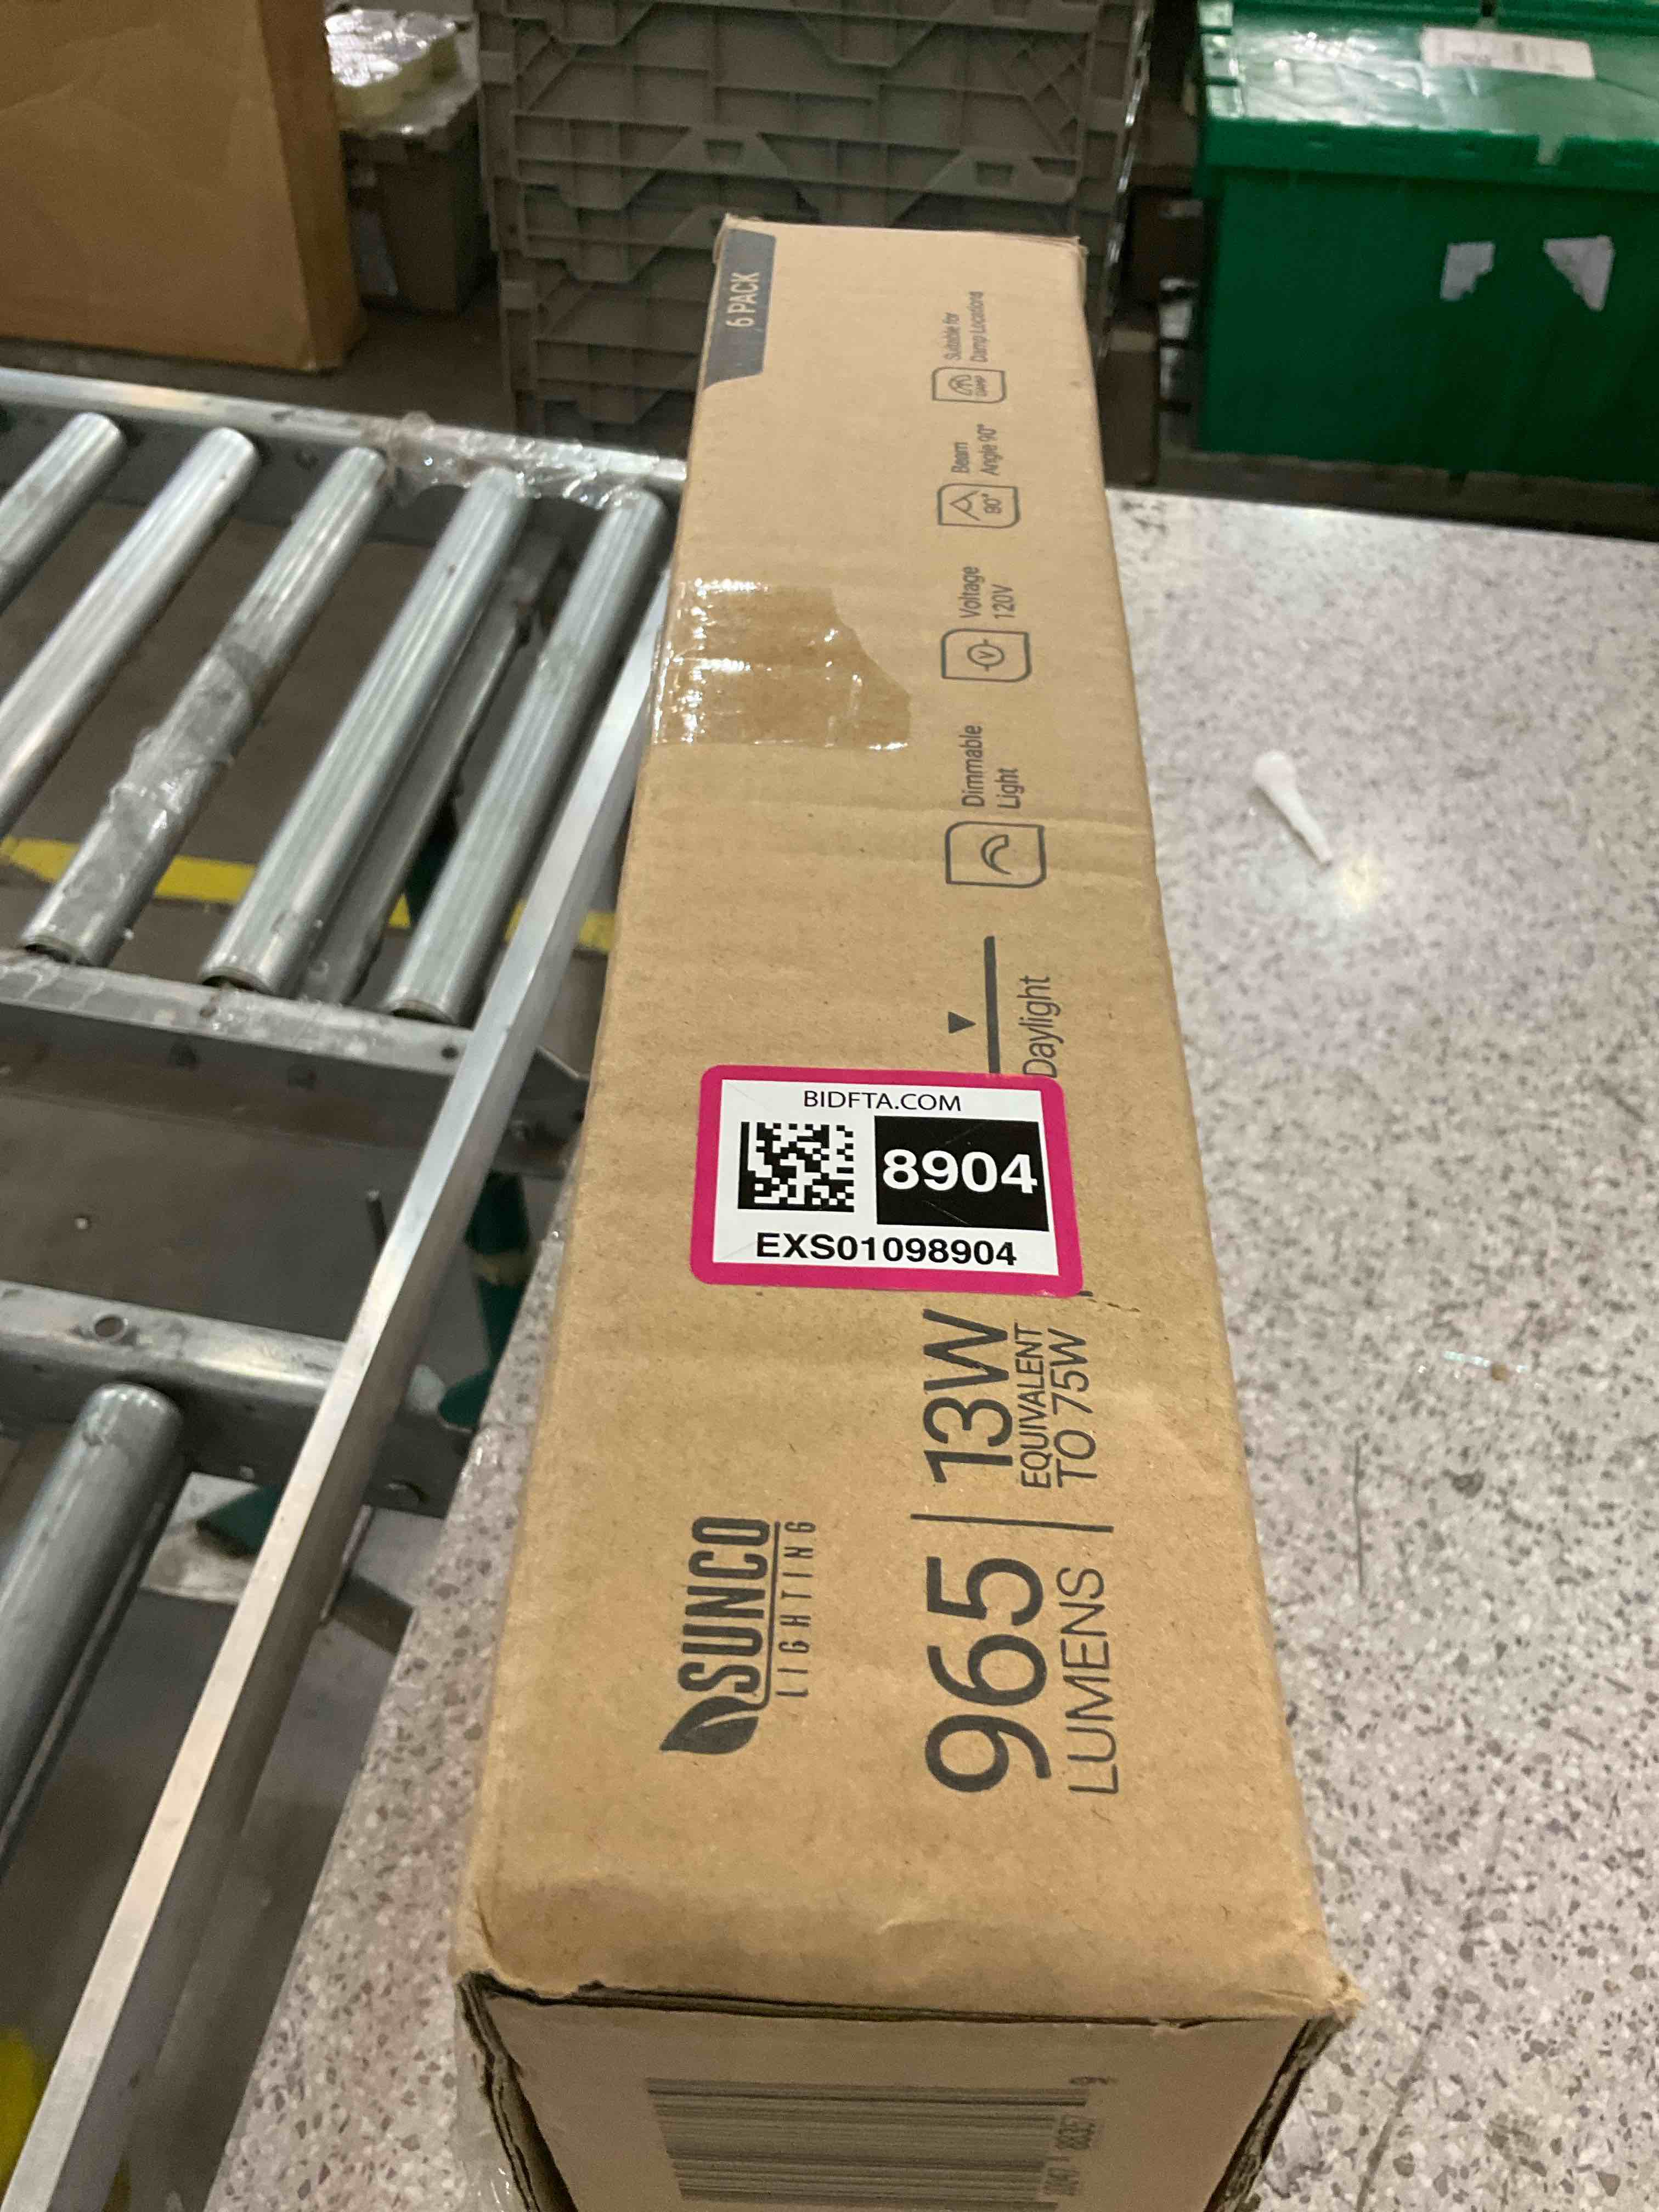 6 PACK
Suitable for
Damp Locations
DAMP
Beam
Angle 90°
90°
Voltage
120V
V
Dimmable
Light
Daylight
BIDFTA.COM
8904
EXS01098904
SUNCO
LIGHTING
965
LUMENS
13W
EQUIVALENT
TO 75W